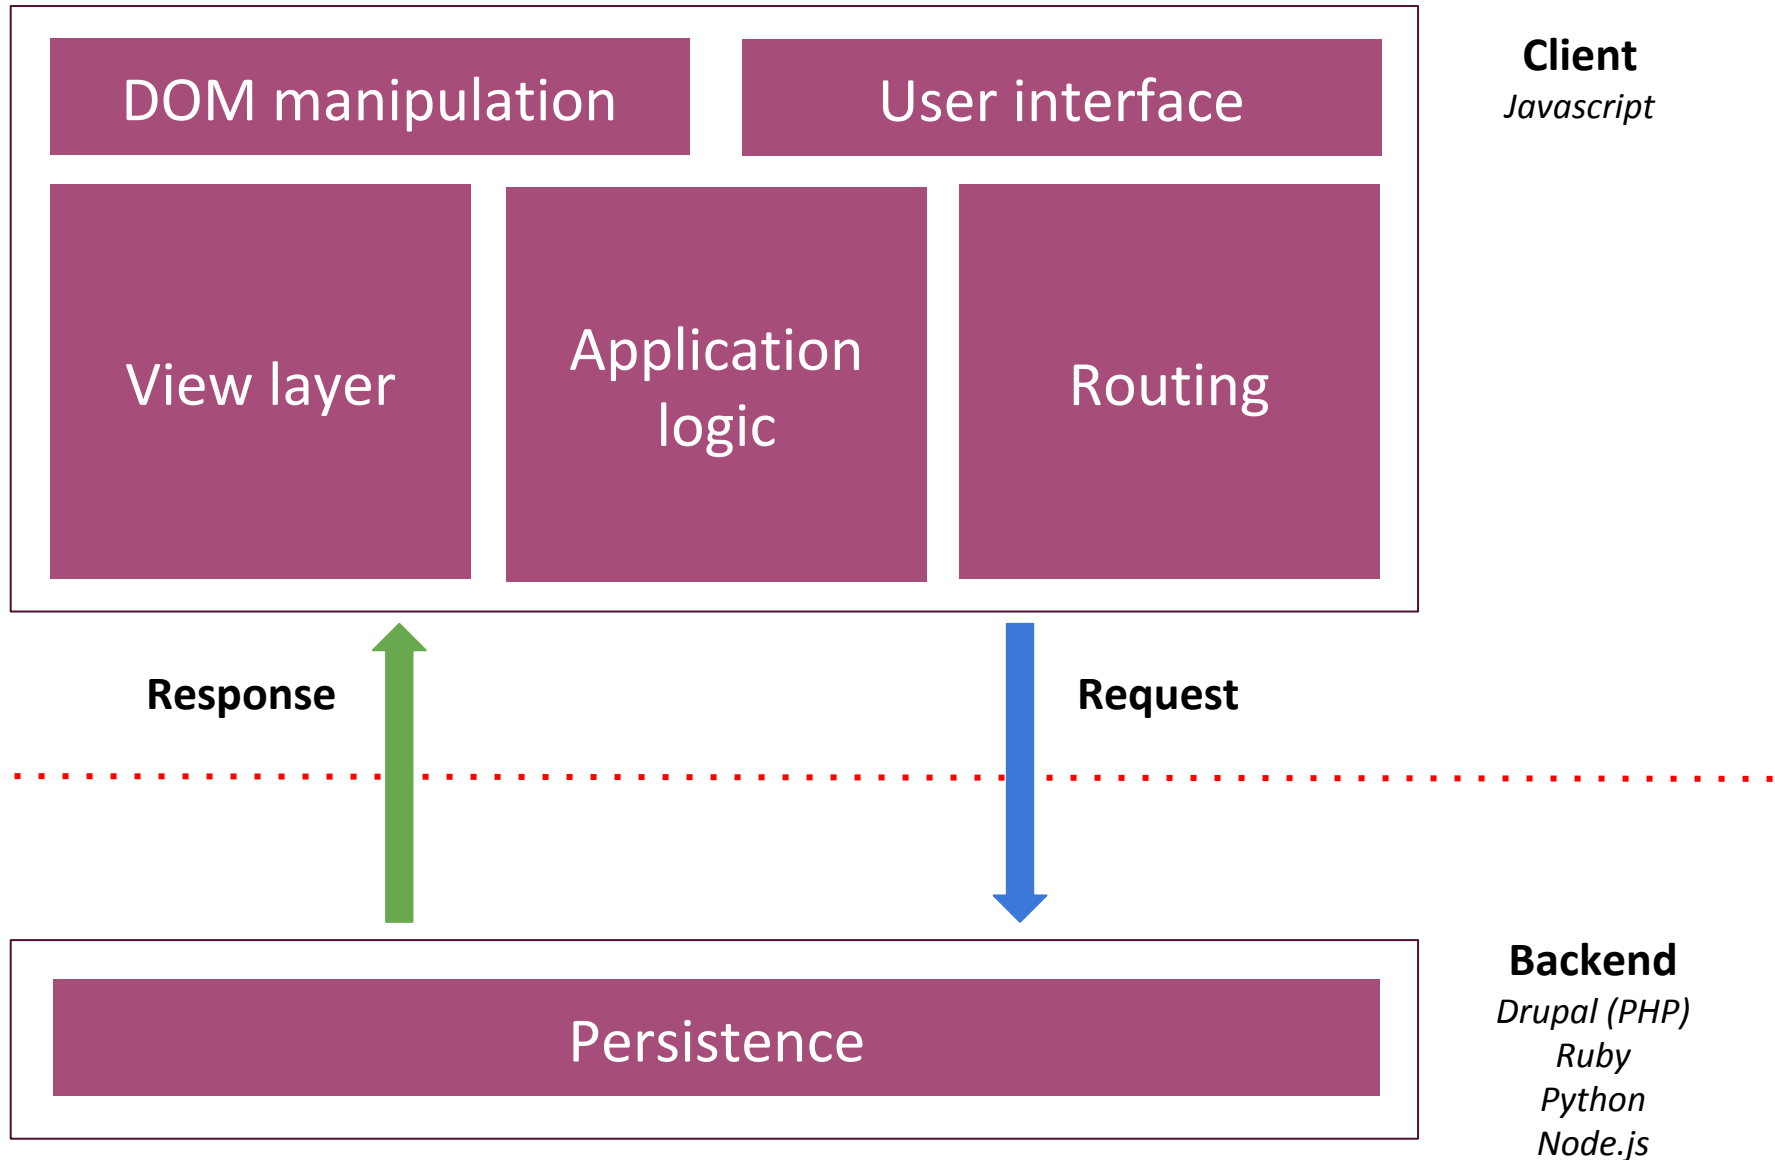 DOM manipulation
User interface
Client
Javascript
View layer
Application
logic
Routing
Response
Request
Persistence
Backend
Drupal (PHP)
Ruby
Python
Node.js